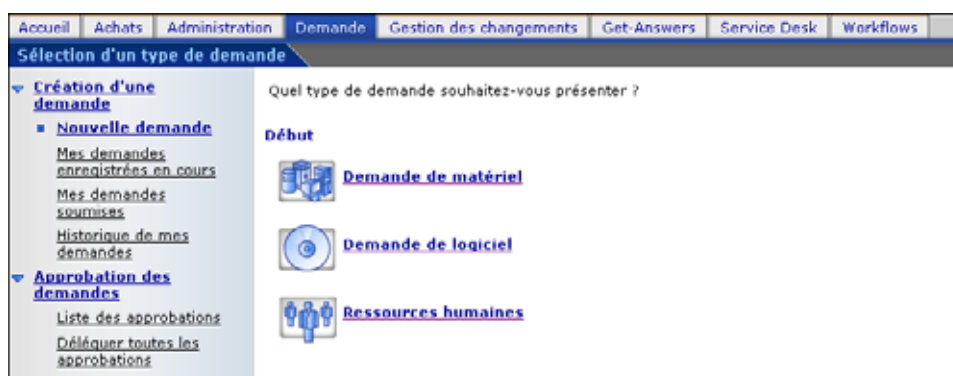 Accueil Achats Administration Demande Gestion des changements Get-Answers Service Desk Workflows
Sélection d'un type de demande
Création d'une
demande
Nouvelle demande
Mes demandes
enregistrées en cours
Mes demandes
soumises
Historique de mes
demandes
Approbation des
demandes
Liste des approbations
Déléguer toutes les
approbations
Quel type de demande souhaitez-vous présenter ?
Début
Demande de matériel
Demande de logiciel
Ressources humaines